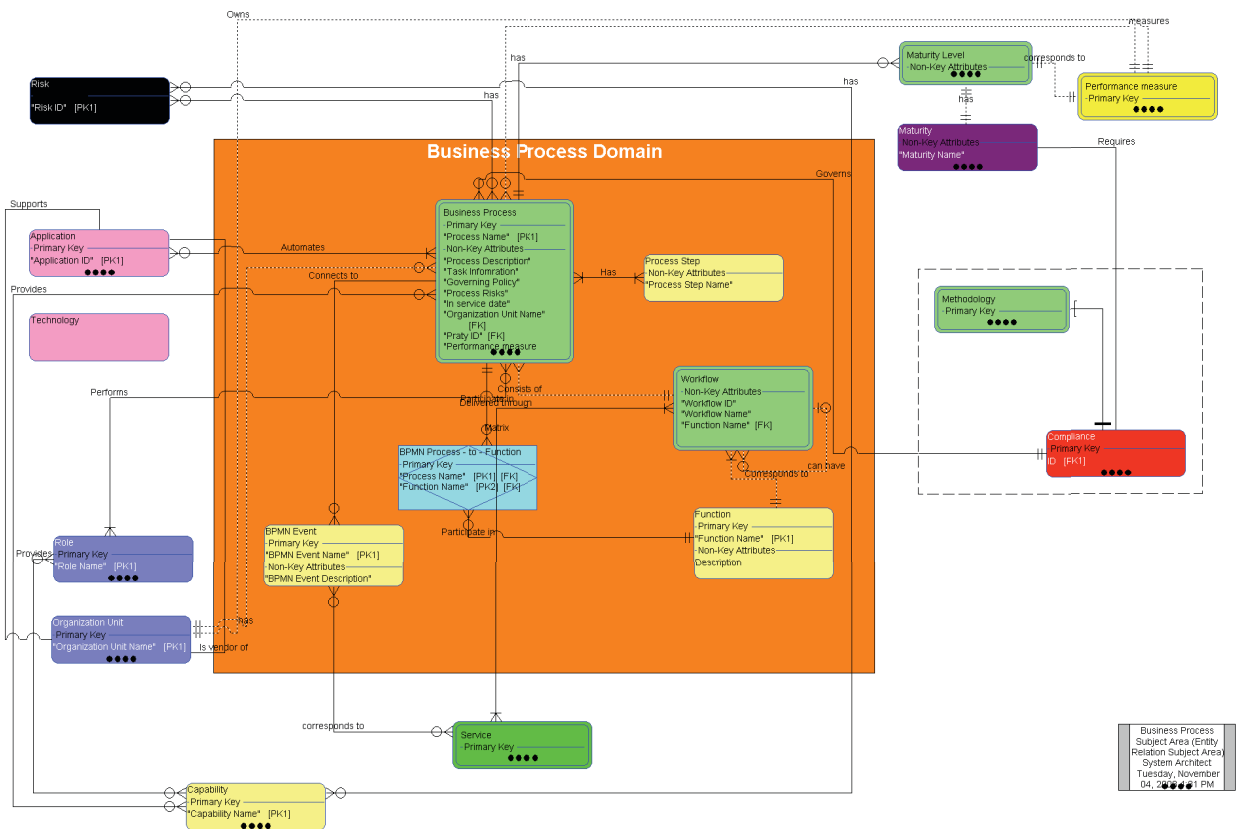 Owns
measures
has
Maturity Level
Non-Key Attributes
corresponds to
Risk
"Risk ID" [PK1]
has
has
has
Performance measure
Primary Key
Maturity
Non-Key Attributes
"Maturity Name"
Requires
Business Process Domain
Governs
Supports
Application
Primary Key
"Application ID" [PK1]
Automates
Connects to
Provides
Technology
Business Process
Primary Key
"Process Name" [PK1]
Non-Key Attributes
"Process Description"
"Task Infomration"
"Governing Policy"
"Process Risks"
"In service date"
"Organization Unit Name"
[FK]
"Praty ID" [FK]
"Performance measure
Has
Process Step
Non-Key Attributes
"Process Step Name"
Methodology
Primary Key
Performs
Consists of
Participate in
Delivered through
Matrix
Workflow
Non-Key Attributes
"Workflow ID"
"Workflow Name"
"Function Name" [FK]
can have
Corresponds to
Compliance
Primary Key
ID [FK1]
BPMN Process - to - Function
Primary Key
"Process Name" [PK1] [FK]
"Function Name" [PK2] [FK]
Participate in
Function
Primary Key
"Function Name" [PK1]
Non-Key Attributes
Description
BPMN Event
Primary Key
"BPMN Event Name" [PK1]
Non-Key Attributes
"BPMN Event Description"
Provides
Role
Primary Key
"Role Name" [PK1]
Organization Unit
Primary Key
"Organization Unit Name" [PK1]
has
Is vendor of
corresponds to
Service
Primary Key
Capability
Primary Key
"Capability Name" [PK1]
Business Process
Subject Area (Entity
Relation Subject Area)
System Architect
Tuesday, November
04, PM